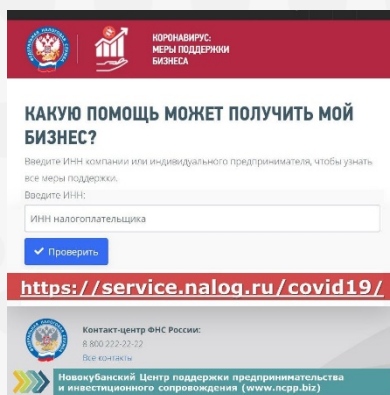 КОРОНАВИРУС:
МЕРЫ ПОДДЕРЖКИ
БИЗНЕСА
КАКУЮ ПОМОЩЬ МОЖЕТ ПОЛУЧИТЬ МОЙ
БИЗНЕС?
Введите ИНН компании или индивидуального предпринимателя, чтобы узнать
все меры поддержки.
Введите ИНН:
ИНН налогоплательщика
Проверить
https://service.nalog.ru/covid19/
Контакт-центр ФНС России:
8 800 222-22-22
Все контакты
Новокубанский Центр поддержки предпринимательства
и инвестиционного сопровождения (www.ncpp.biz)